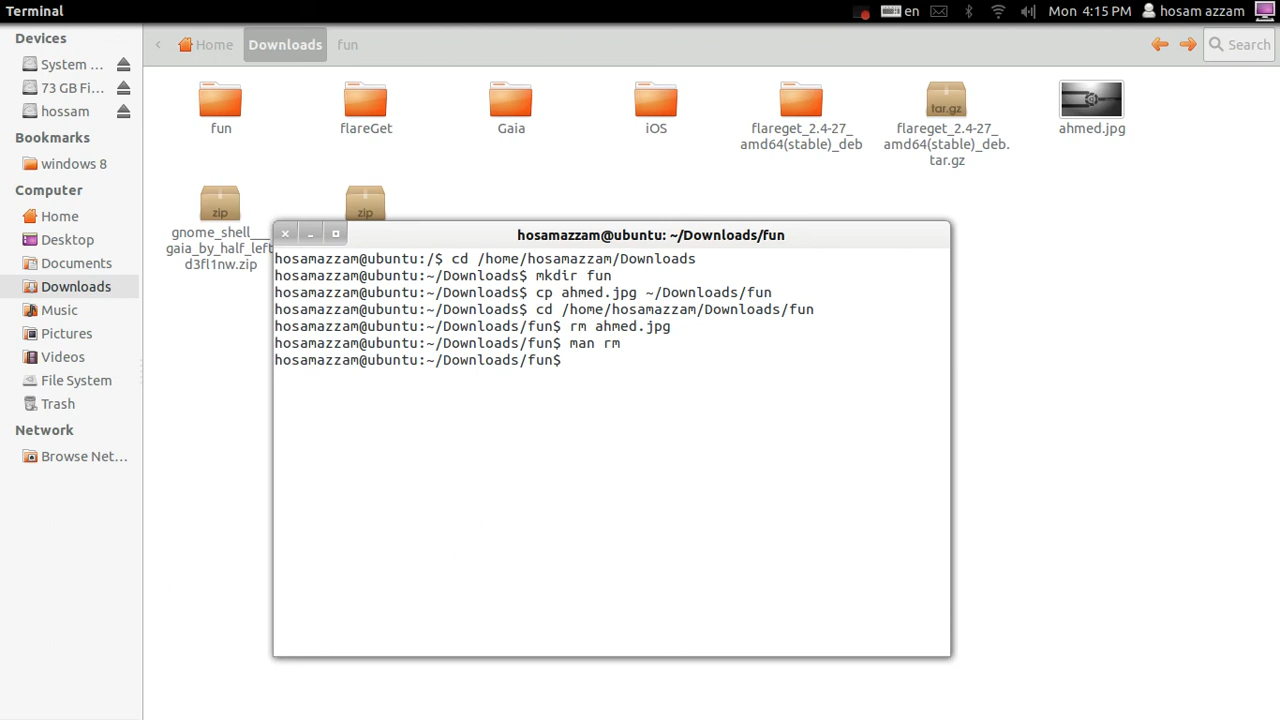 Terminal
en
Mon 4:15 PM
hosam azzam
Devices
System ...
73 GB Fi...
hossam
Bookmarks
windows 8
Computer
Home
Desktop
Documents
Downloads
Music
Pictures
Videos
File System
Trash
Network
Browse Net...
Home
Downloads
fun
Search
fun
flareGet
Gaia
iOS
flareget_2.4-27_
amd64(stable)_deb
tar.gz
flareget_2.4-27_
amd64(stable)_deb.
tar.gz
ahmed.jpg
zip
gnome_shell__
gaia_by_half_left
d3fl1nw.zip
zip
hosamazzam@ubuntu: ~/Downloads/fun
hosamazzam@ubuntu:/$ cd /home/hosamazzam/Downloads
hosamazzam@ubuntu:~/Downloads$ mkdir fun
hosamazzam@ubuntu:~/Downloads$ cp ahmed.jpg ~/Downloads/fun
hosamazzam@ubuntu:~/Downloads$ cd /home/hosamazzam/Downloads/fun
hosamazzam@ubuntu:~/Downloads/fun$ rm ahmed.jpg
hosamazzam@ubuntu:~/Downloads/fun$ man rm
hosamazzam@ubuntu:~/Downloads/fun$